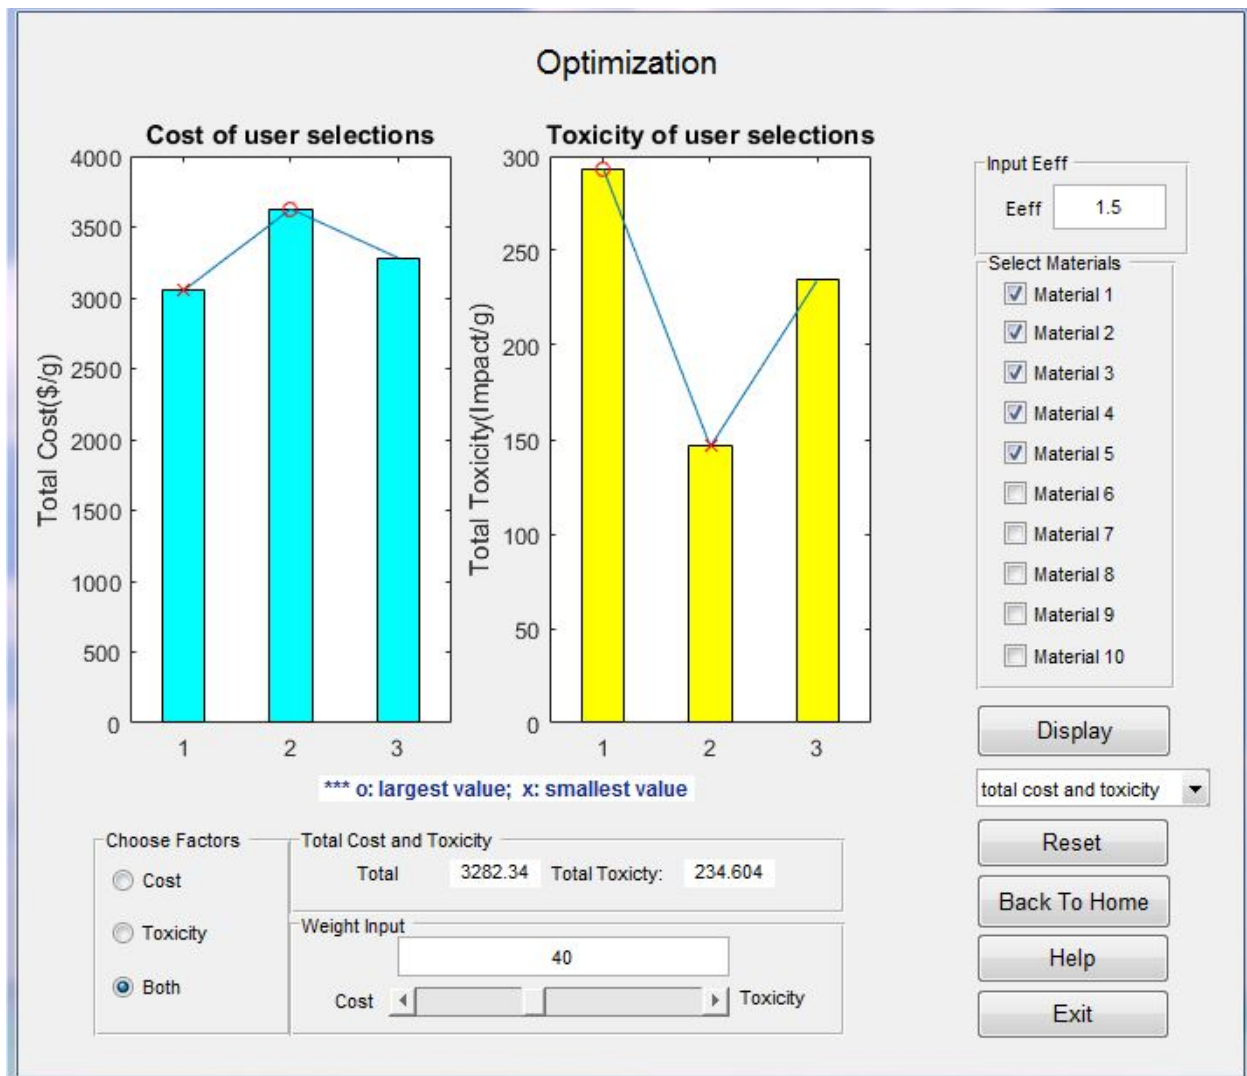 Optimization
Cost of user selections
Total Cost($/g)
4000
3500
3000
2500
2000
1500
1000
500
0
1 2 3
Toxicity of user selections
Total Toxicity(Impact/g)
300
250
200
150
100
50
0
1 2 3
*** o: largest value; x: smallest value
Input Eeff
Eeff 1.5
Select Materials
Material 1
Material 2
Material 3
Material 4
Material 5
Material 6
Material 7
Material 8
Material 9
Material 10
Display
total cost and toxicity
Reset
Back To Home
Help
Exit
Choose Factors
Cost
Toxicity
Both
Total Cost and Toxicity
Total 3282.34 Total Toxicty: 234.604
Weight Input
40
Cost Toxicity